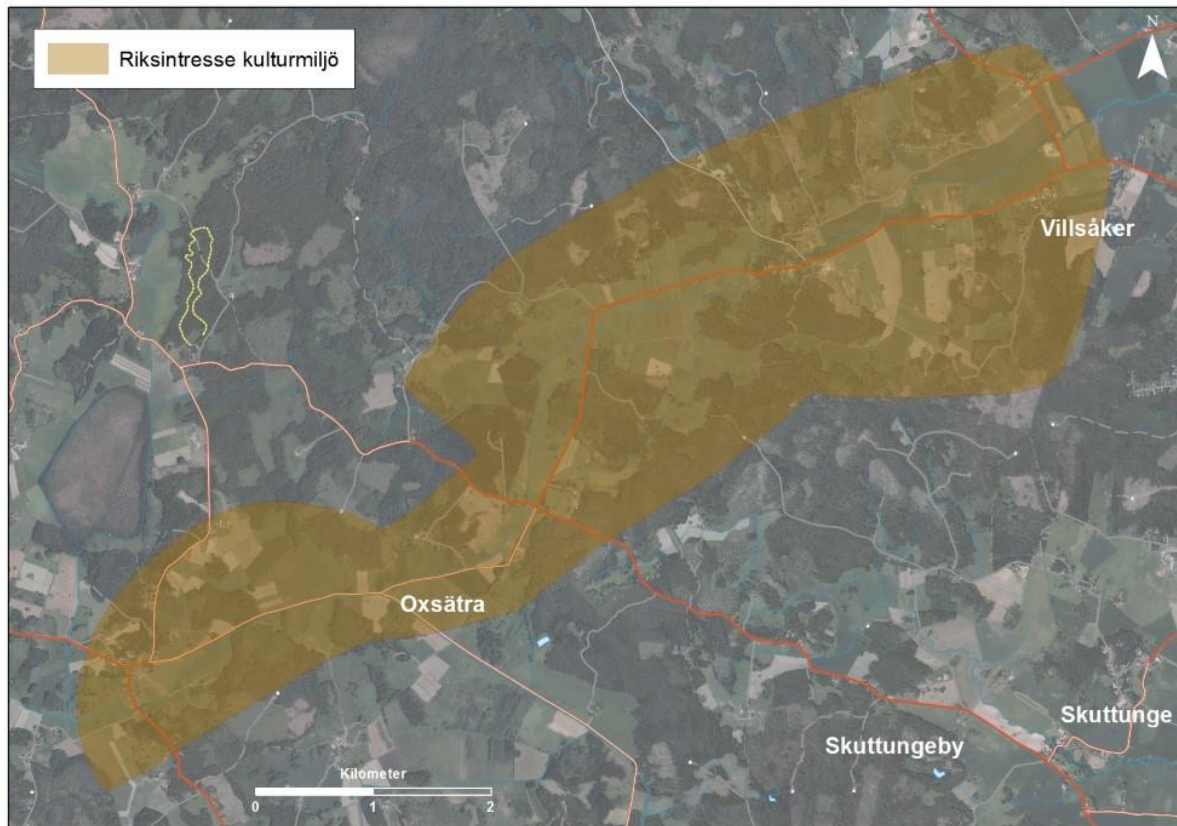 Riksintresse kulturmiljö
N
Villsåker
Oxsätra
Skuttunge
Skuttungeby
Kilometer
0 1 2